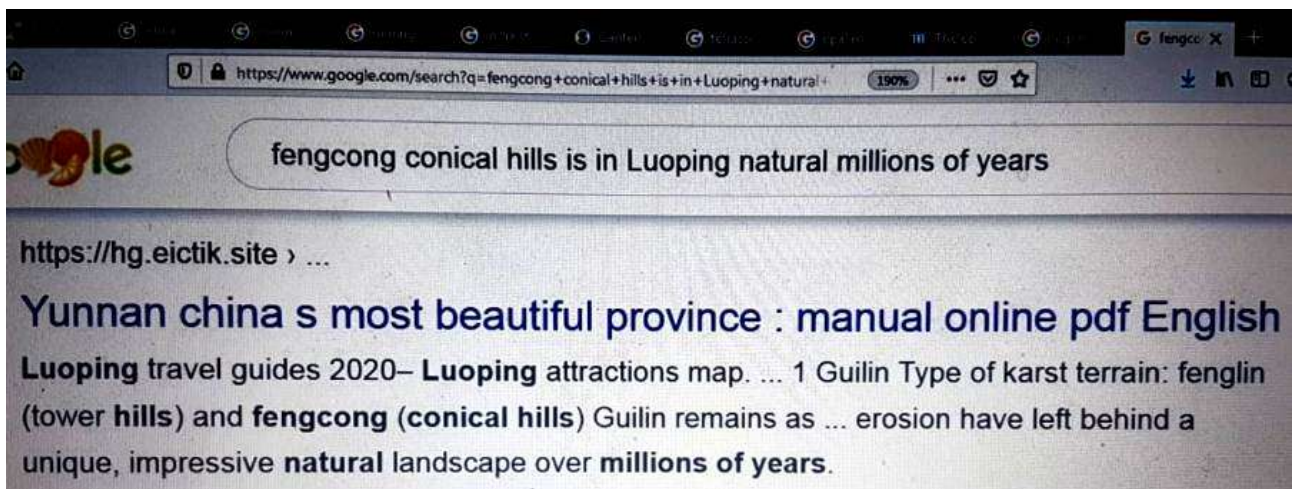 G fengco X +
https://www.google.com/search?q=fengcong+conical+hills+is+in+Luoping+natural+ 190%
le
fengcong conical hills is in Luoping natural millions of years
https://hg.eictik.site › ...
Yunnan china s most beautiful province : manual online pdf English
Luoping travel guides 2020– Luoping attractions map. ... 1 Guilin Type of karst terrain: fenglin
(tower hills) and fengcong (conical hills) Guilin remains as ... erosion have left behind a
unique, impressive natural landscape over millions of years.